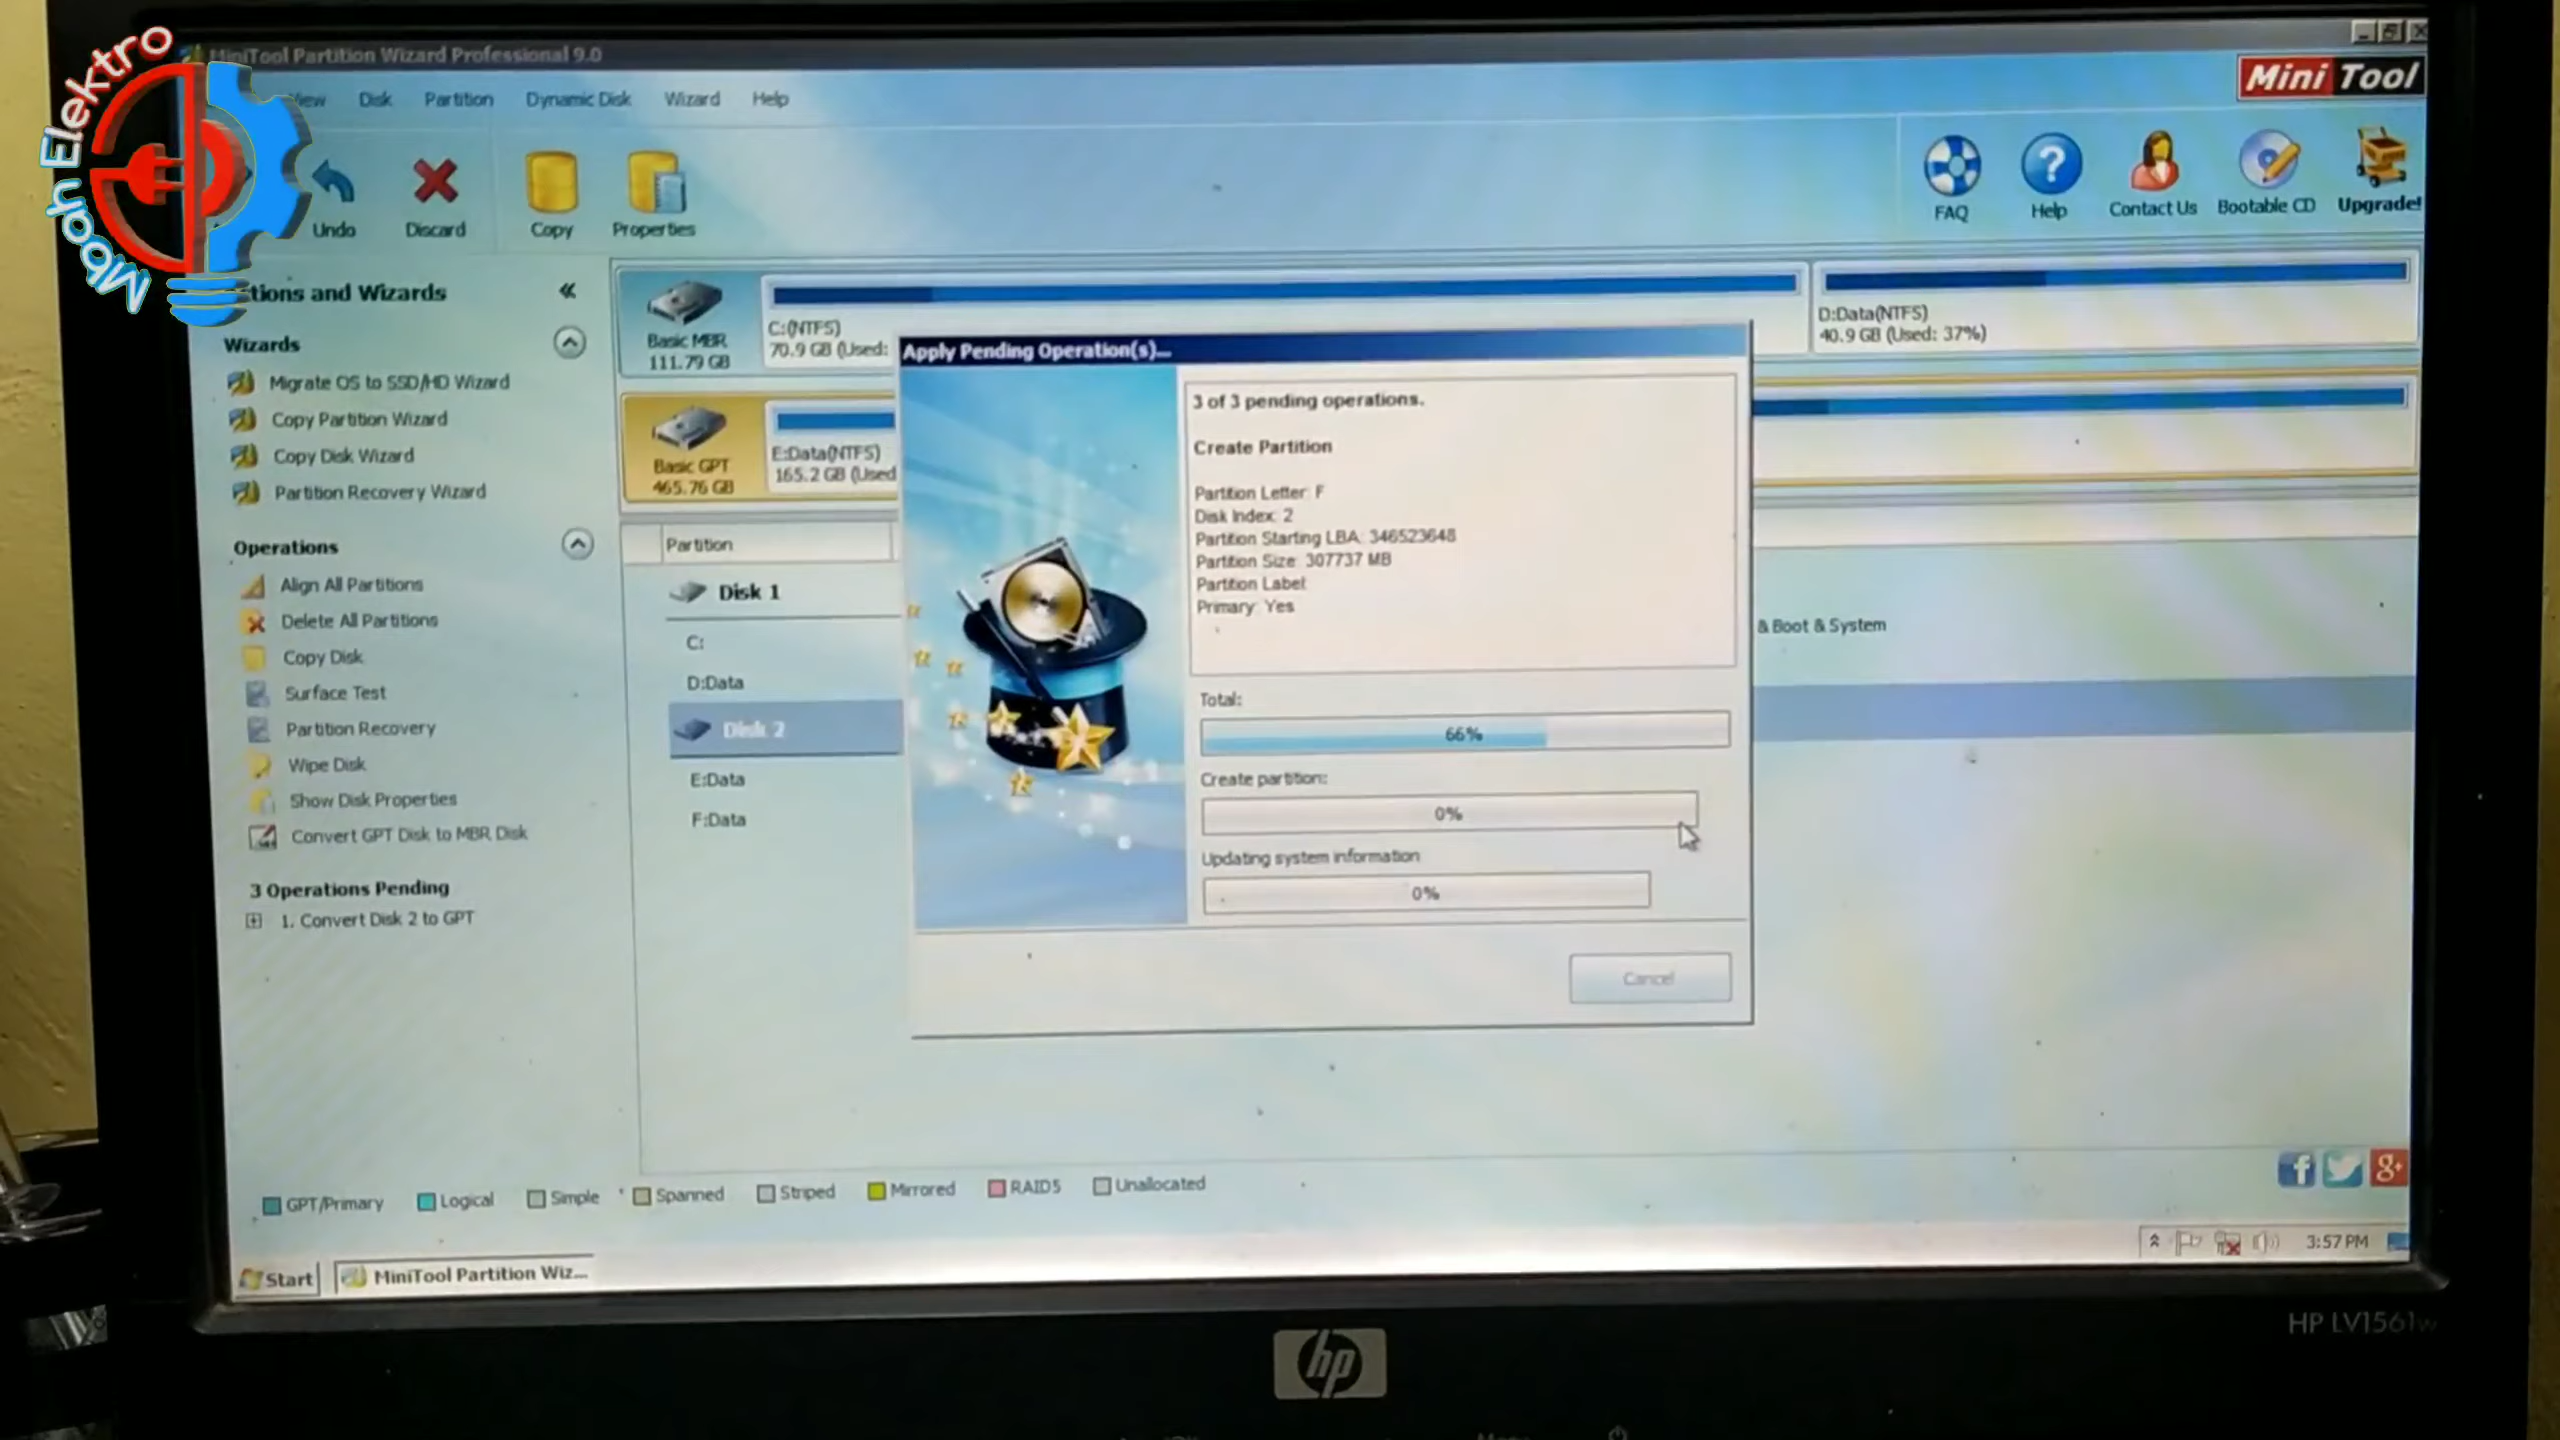 Mbah Elektro
MiniTool Partition Wizard Professional 9.0
View Disk Partition Dynamic Disk Wizard Help
Mini Tool
Undo Discard Copy Properties
FAQ Help Contact Us Bootable CD Upgrade!
tions and Wizards
Wizards
Migrate OS to SSD/HD Wizard
Copy Partition Wizard
Copy Disk Wizard
Partition Recovery Wizard
Operations
Align All Partitions
Delete All Partitions
Copy Disk
Surface Test
Partition Recovery
Wipe Disk
Show Disk Properties
Convert GPT Disk to MBR Disk
3 Operations Pending
1. Convert Disk 2 to GPT
Basic MBR
111.79 GB
C:(NTFS)
70.9 GB (Used:
D:Data(NTFS)
40.9 GB (Used: 37%)
Basic GPT
465.76 GB
E:Data(NTFS)
165.2 GB (Used
Partition
Disk 1
C:
D:Data
Disk 2
E:Data
F:Data
& Boot & System
Apply Pending Operation(s)...
3 of 3 pending operations.
Create Partition
Partition Letter: F
Disk Index: 2
Partition Starting LBA: 346523648
Partition Size: 307737 MB
Partition Label:
Primary: Yes
Total:
66%
Create partition:
0%
Updating system information
0%
Cancel
GPT/Primary Logical Simple Spanned Striped Mirrored RAID5 Unallocated
Start MiniTool Partition Wiz... 3:57 PM
HP LV1561w
hp